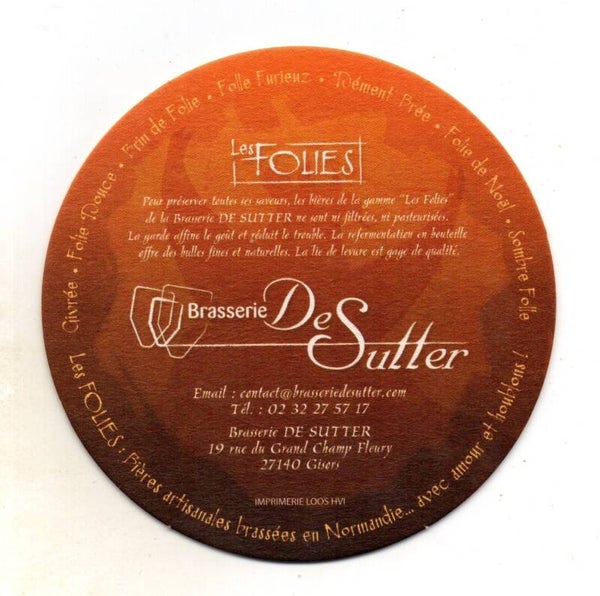 Givrée • Folie Douce • Brin de Folie • Folle Furieuz • Dément Brée • Folie de Noël • Sombre Folle
Les FOLIES
Pour préserver toutes ses saveurs, les bières de la gamme "Les Folies"
de la Brasserie DE SUTTER ne sont ni filtrées, ni pasteurisées.
La garde affine le goût et réduit le trouble. La refermentation en bouteille
offre des bulles fines et naturelles. La lie de levure est gage de qualité.
Brasserie De Sutter
Email : contact@brasseriedesutter.com
Tél. : 02 32 27 57 17
Brasserie DE SUTTER
19 rue du Grand Champ Fleury
27140 Gisors
IMPRIMERIE LOOS HVI
Les FOLIES : Bières artisanales brassées en Normandie... avec amour et houblons !